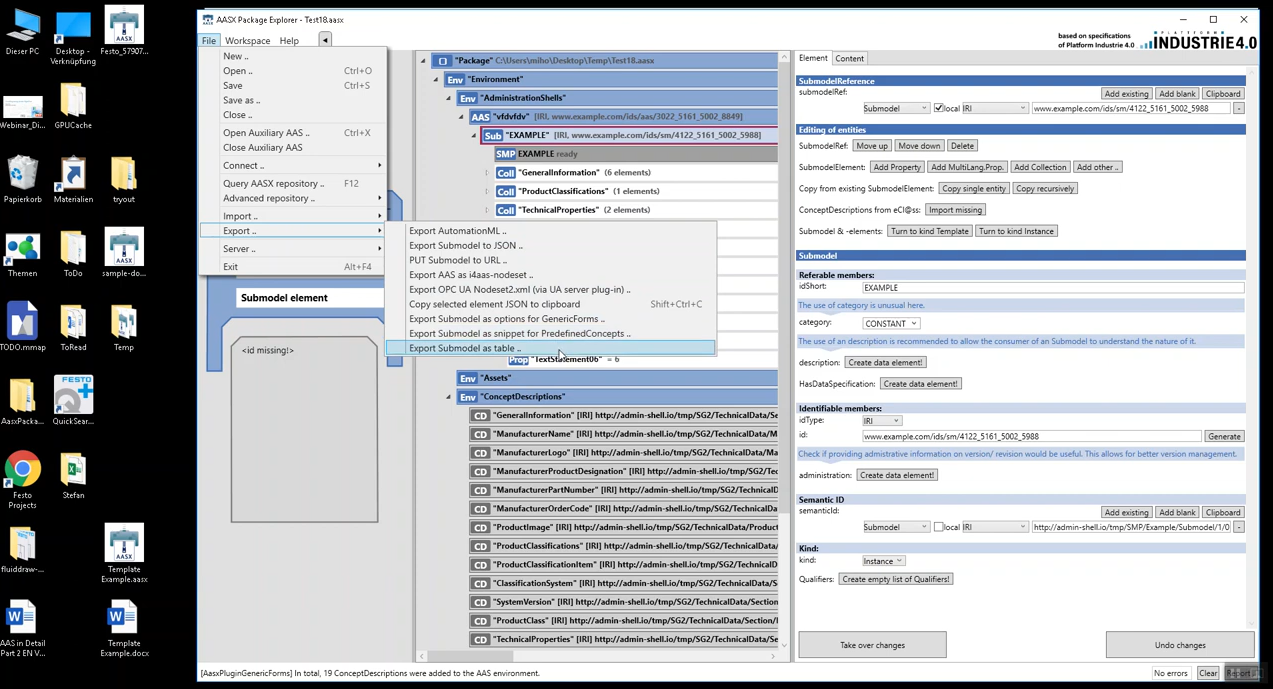 Dieser PC
Desktop -
Verknüpfung
Festo_57907...
Webinar_Di...
GPUCache
Papierkorb
Materialien
tryout
Themen
ToDo
sample-do...
TODO.mmap
ToRead
Temp
AasxPacka...
FESTO
QuickSear...
Festo
Projects
Stefan
fluiddraw-...
Template
Example.aasx
AAS in Detail
Part 2 EN V...
Template
Example.docx
AASX
AASX Package Explorer - Test18.aasx
File
Workspace
Help
based on specifications
of Platform Industrie 4.0
PLATTFORM
INDUSTRIE4.0
New ..
Open .. Ctrl+O
Save Ctrl+S
Save as ..
Close ..
Open Auxiliary AAS .. Ctrl+X
Close Auxiliary AAS
Connect ..
Query AASX repository .. F12
Advanced repository ..
Import ..
Export ..
Server ..
Exit Alt+F4
Export AutomationML ..
Export Submodel to JSON ..
PUT Submodel to URL ..
Export AAS as i4aas-nodeset ..
Export OPC UA Nodeset2.xml (via UA server plug-in) ..
Copy selected element JSON to clipboard Shift+Ctrl+C
Export Submodel as options for GenericForms ..
Export Submodel as snippet for PredefinedConcepts ..
Export Submodel as table ..
Submodel element
<id missing!>
"Package" C:\Users\miho\Desktop\Temp\Test18.aasx
Env "Environment"
Env "AdministrationShells"
AAS "vfdvfdv" [IRI, www.example.com/ids/aas/3022_5161_5002_8849]
Sub "EXAMPLE" [IRI, www.example.com/ids/sm/4122_5161_5002_5988]
SMP EXAMPLE ready
Coll "GeneralInformation" (6 elements)
Coll "ProductClassifications" (1 elements)
Coll "TechnicalProperties" (2 elements)
Prop "TextStatement06" = 6
Env "Assets"
Env "ConceptDescriptions"
CD "GeneralInformation" [IRI] http://admin-shell.io/tmp/SG2/TechnicalData/Se
CD "ManufacturerName" [IRI] http://admin-shell.io/tmp/SG2/TechnicalData/M
CD "ManufacturerLogo" [IRI] http://admin-shell.io/tmp/SG2/TechnicalData/Ma
CD "ManufacturerProductDesignation" [IRI] http://admin-shell.io/tmp/SG2/Te
CD "ManufacturerPartNumber" [IRI] http://admin-shell.io/tmp/SG2/TechnicalD
CD "ManufacturerOrderCode" [IRI] http://admin-shell.io/tmp/SG2/TechnicalDa
CD "ProductImage" [IRI] http://admin-shell.io/tmp/SG2/TechnicalData/Product
CD "ProductClassifications" [IRI] http://admin-shell.io/tmp/SG2/TechnicalData
CD "ProductClassificationItem" [IRI] http://admin-shell.io/tmp/SG2/TechnicalDa
CD "ClassificationSystem" [IRI] http://admin-shell.io/tmp/SG2/TechnicalData/
CD "SystemVersion" [IRI] http://admin-shell.io/tmp/SG2/TechnicalData/Section
CD "ProductClass" [IRI] http://admin-shell.io/tmp/SG2/TechnicalData/Section
CD "TechnicalProperties" [IRI] http://admin-shell.io/tmp/SG2/TechnicalData/Se
Element
Content
SubmodelReference
submodelRef:
Add existing
Add blank
Clipboard
Submodel
local
IRI
www.example.com/ids/sm/4122_5161_5002_5988
-
Editing of entities
SubmodelRef:
Move up
Move down
Delete
SubmodelElement:
Add Property
Add MultiLang.Prop.
Add Collection
Add other ..
Copy from existing SubmodelElement:
Copy single entity
Copy recursively
ConceptDescriptions from eCl@ss:
Import missing
Submodel & -elements:
Turn to kind Template
Turn to kind Instance
Submodel
Referable members:
idShort:
EXAMPLE
The use of category is unusual here.
category:
CONSTANT
The use of an description is recommended to allow the consumer of an Submodel to understand the nature of it.
description:
Create data element!
HasDataSpecification:
Create data element!
Identifiable members:
idType:
IRI
id:
www.example.com/ids/sm/4122_5161_5002_5988
Generate
Check if providing admistrative information on version/ revision would be useful. This allows for better version management.
administration:
Create data element!
Semantic ID
semanticId:
Add existing
Add blank
Clipboard
Submodel
local
IRI
http://admin-shell.io/tmp/SMP/Example/Submodel/1/0
-
Kind:
kind:
Instance
Qualifiers:
Create empty list of Qualifiers!
Take over changes
Undo changes
[AasxPluginGenericForms] In total, 19 ConceptDescriptions were added to the AAS environment.
No errors
Clear
Report